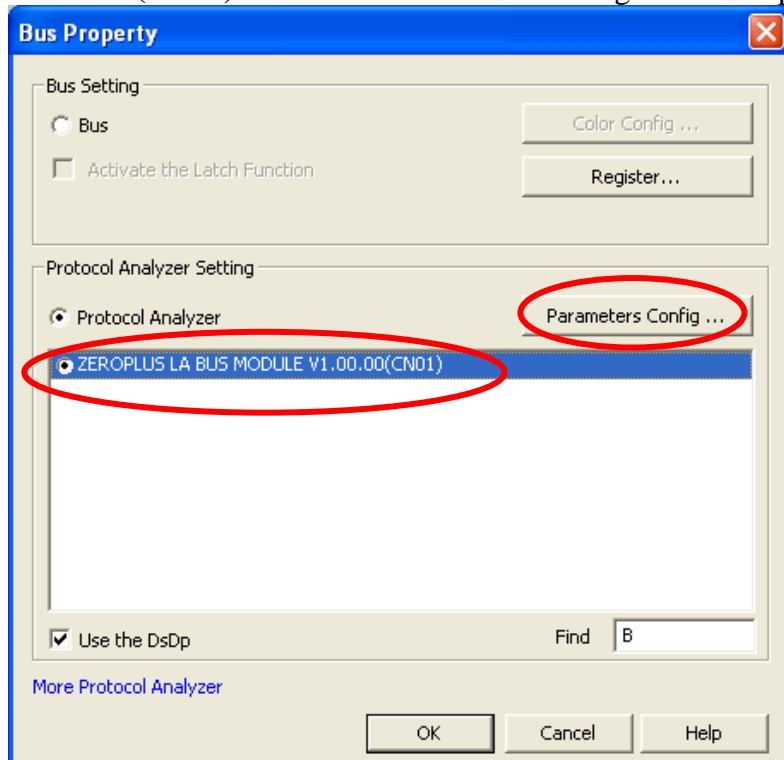 Bus Property
Bus Setting
Bus
Color Config ...
Activate the Latch Function
Register...
Protocol Analyzer Setting
Protocol Analyzer
Parameters Config ...
ZEROPLUS LA BUS MODULE V1.00.00(CN01)
Use the DsDp
Find B
More Protocol Analyzer
OK Cancel Help